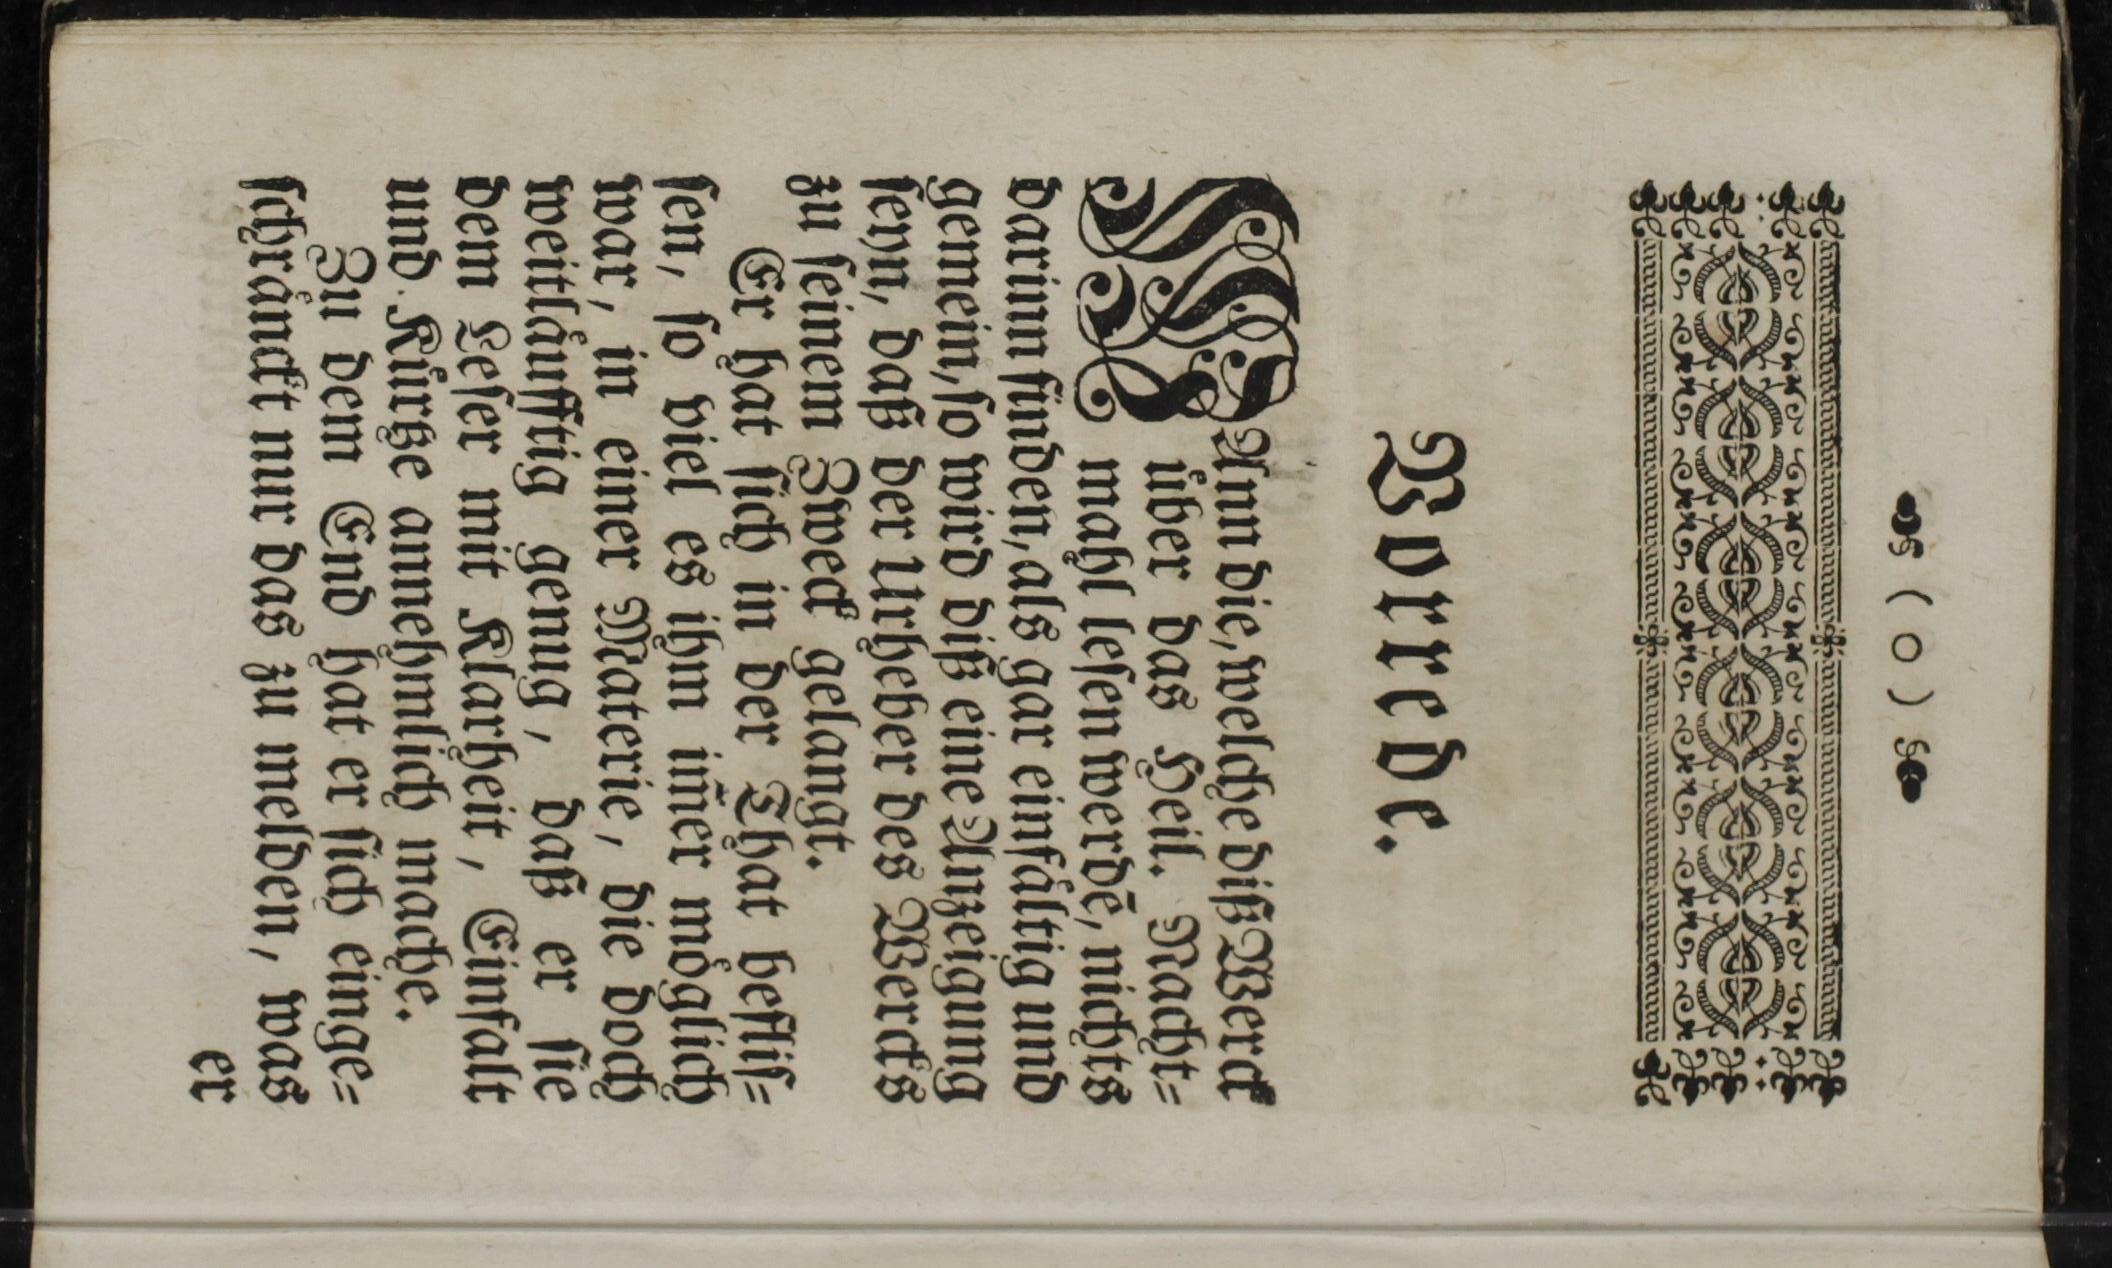 ( o )
Vorrede.
WAnn die, welche diß Werck
über das Heil. Nacht=
mahl lesen werdē, nichts
darinn finden, als gar einfältig und
gemein, so wird diß eine Anzeigung
seyn, daß der Urheber des Wercks
zu seinem Zweck gelangt.
Er hat sich in der That beflis=
sen, so viel es ihm im̃er möglich
war, in einer Materie, die doch
weitläufftig genug, daß er sie
dem Leser mit Klarheit, Einfalt
und Kürtze annehmlich mache.
Zu dem End hat er sich einge=
schränckt nur das zu melden, was
er